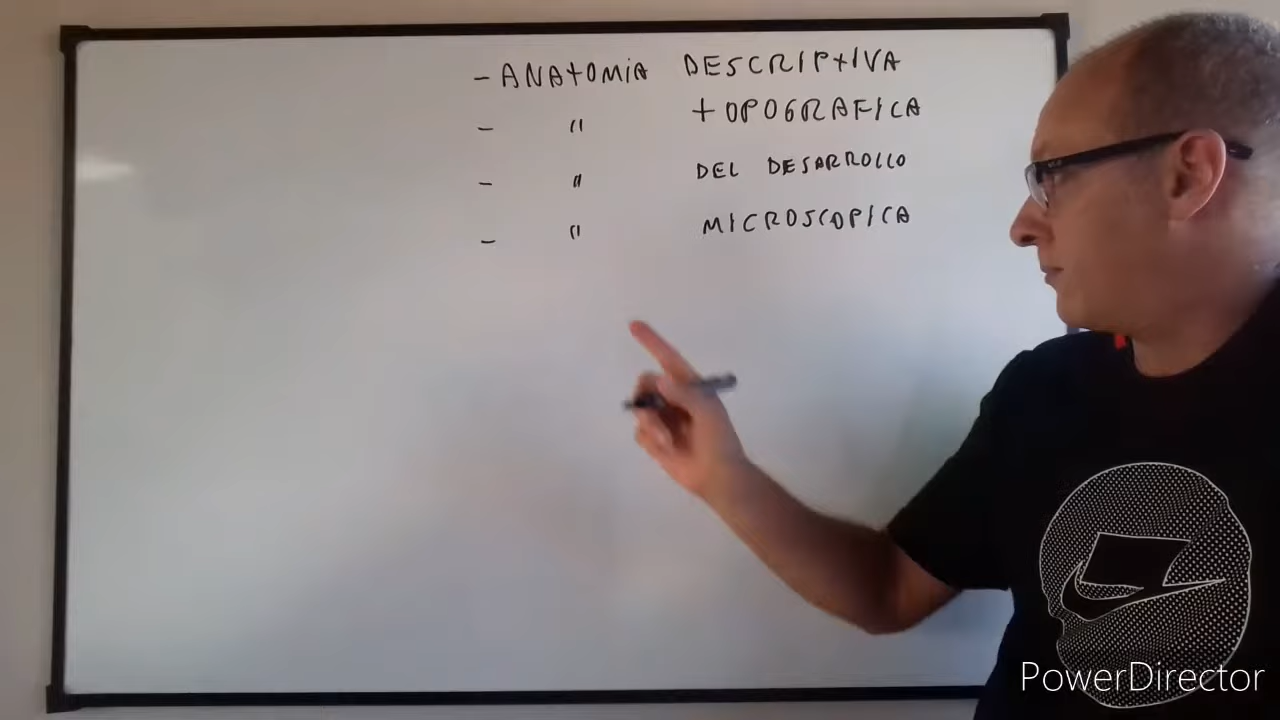 - ANATOMIA DESCRIPTIVA
- " TOPOGRAFICA
- " DEL DESARROLLO
- " MICROSCOPICA
PowerDirector